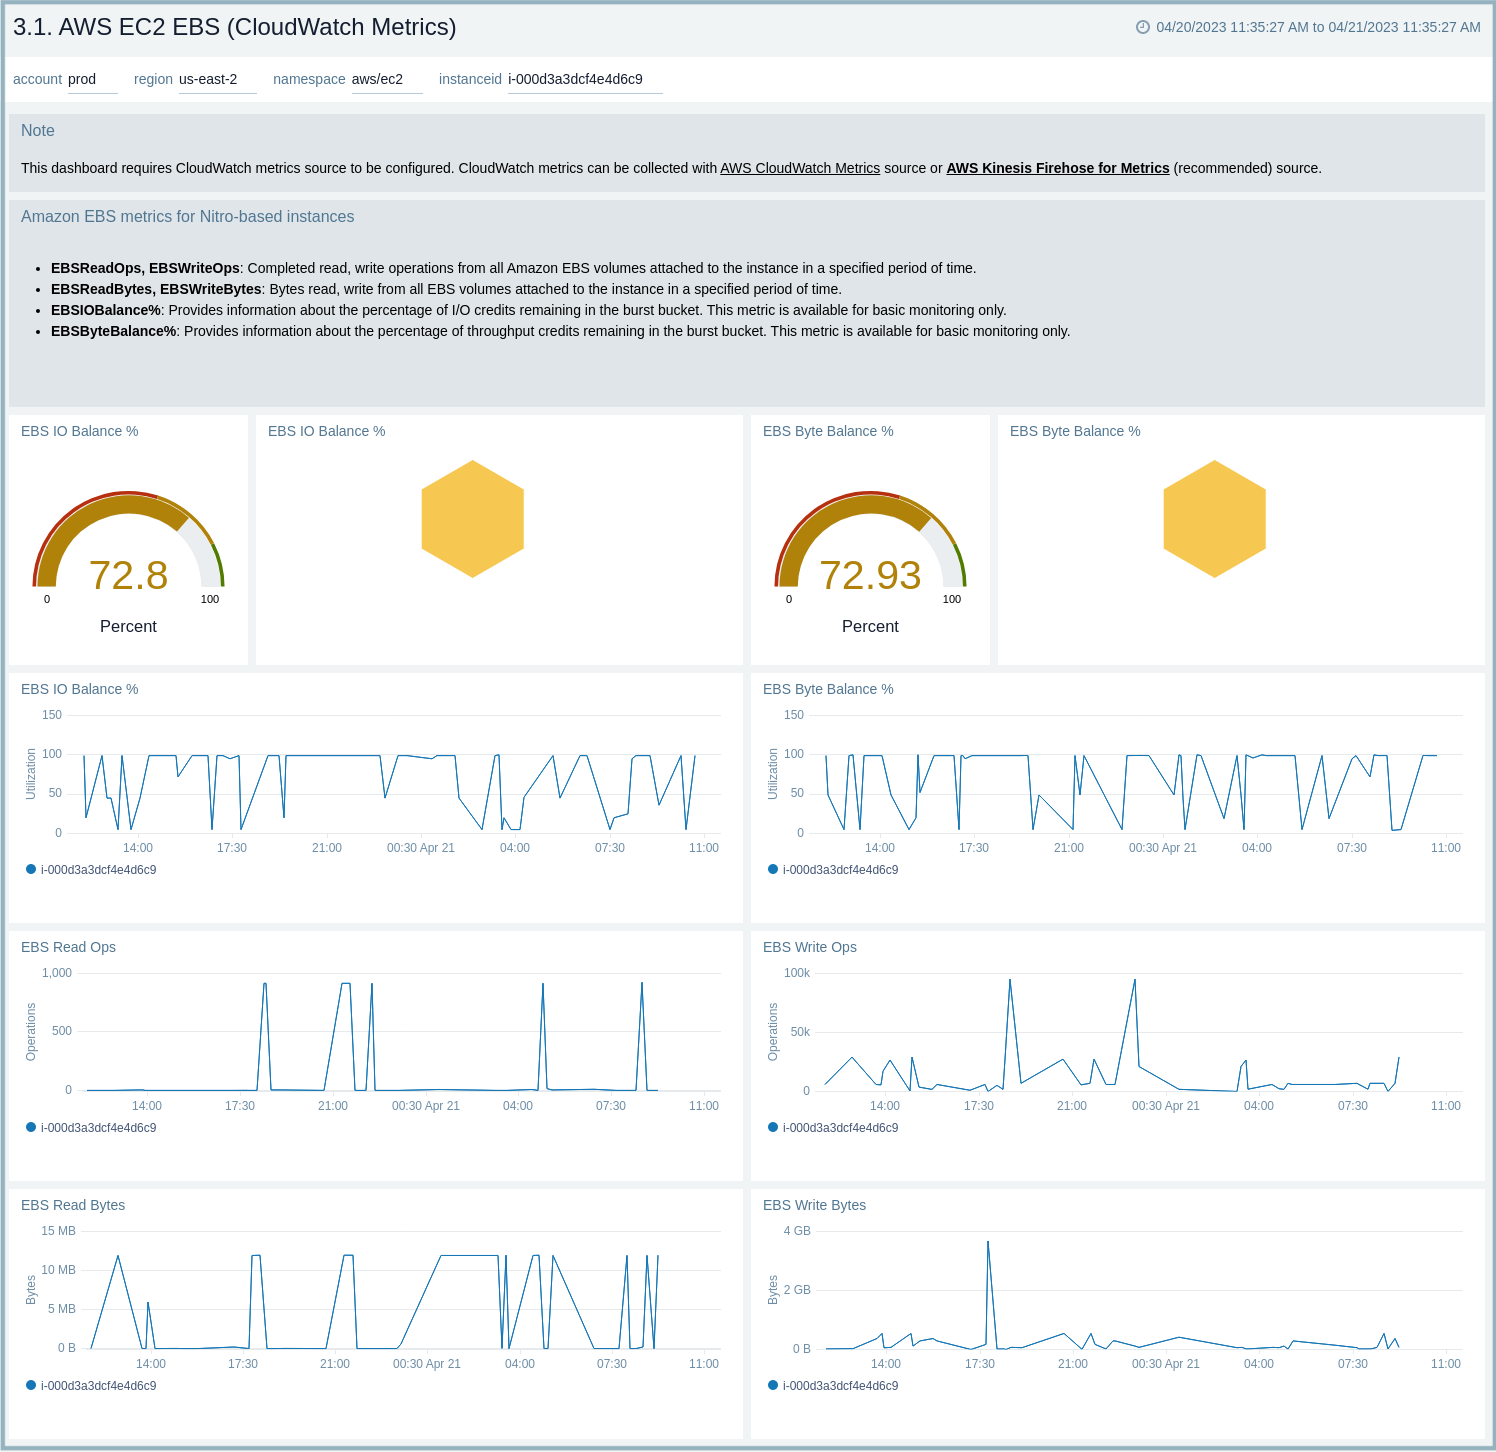 3.1. AWS EC2 EBS (CloudWatch Metrics)
04/20/2023 11:35:27 AM to 04/21/2023 11:35:27 AM
account prod region us-east-2 namespace aws/ec2 instanceid i-000d3a3dcf4e4d6c9
Note
This dashboard requires CloudWatch metrics source to be configured. CloudWatch metrics can be collected with AWS CloudWatch Metrics source or AWS Kinesis Firehose for Metrics (recommended) source.
Amazon EBS metrics for Nitro-based instances
• EBSReadOps, EBSWriteOps: Completed read, write operations from all Amazon EBS volumes attached to the instance in a specified period of time.
• EBSReadBytes, EBSWriteBytes: Bytes read, write from all EBS volumes attached to the instance in a specified period of time.
• EBSIOBalance%: Provides information about the percentage of I/O credits remaining in the burst bucket. This metric is available for basic monitoring only.
• EBSByteBalance%: Provides information about the percentage of throughput credits remaining in the burst bucket. This metric is available for basic monitoring only.
EBS IO Balance %
72.8
0 100
Percent
EBS IO Balance %
EBS Byte Balance %
72.93
0 100
Percent
EBS Byte Balance %
EBS IO Balance %
Utilization
150
100
50
0
14:00 17:30 21:00 00:30 Apr 21 04:00 07:30 11:00
i-000d3a3dcf4e4d6c9
EBS Byte Balance %
Utilization
150
100
50
0
14:00 17:30 21:00 00:30 Apr 21 04:00 07:30 11:00
i-000d3a3dcf4e4d6c9
EBS Read Ops
Operations
1,000
500
0
14:00 17:30 21:00 00:30 Apr 21 04:00 07:30 11:00
i-000d3a3dcf4e4d6c9
EBS Write Ops
Operations
100k
50k
0
14:00 17:30 21:00 00:30 Apr 21 04:00 07:30 11:00
i-000d3a3dcf4e4d6c9
EBS Read Bytes
Bytes
15 MB
10 MB
5 MB
0 B
14:00 17:30 21:00 00:30 Apr 21 04:00 07:30 11:00
i-000d3a3dcf4e4d6c9
EBS Write Bytes
Bytes
4 GB
2 GB
0 B
14:00 17:30 21:00 00:30 Apr 21 04:00 07:30 11:00
i-000d3a3dcf4e4d6c9